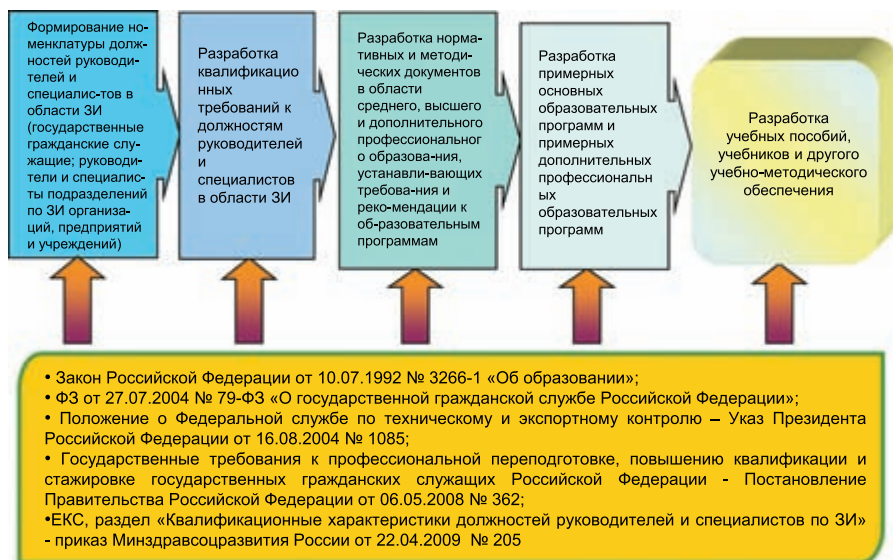 Формирование но-
менклатуры долж-
ностей руководи-
телей и
специалис-тов в
области ЗИ
(государственные
гражданские слу-
жащие; руководи-
тели и специалис-
ты подразделений
по ЗИ организа-
ций, предприятий
и учреждений)
Разработка
квалификацио
нных
требований к
должностям
руководителей
и
специалистов
в области ЗИ
Разработка норма-
тивных и методи-
ческих документов
в области
среднего, высшего
и дополнительного
профессионально
го образова-ния,
устанавли-вающих
требова-ния и
реко-мендации к
об-разовательным
программам
Разработка
примерных
основных
образовательных
программ и
примерных
дополнительных
профессиональ
ных
образовательных
программ
Разработка
учебных пособий,
учебников и другого
учебно-методического
обеспечения
• Закон Российской Федерации от 10.07.1992 № 3266-1 «Об образовании»;
• ФЗ от 27.07.2004 № 79-ФЗ «О государственной гражданской службе Российской Федерации»;
• Положение о Федеральной службе по техническому и экспортному контролю – Указ Президента
Российской Федерации от 16.08.2004 № 1085;
• Государственные требования к профессиональной переподготовке, повышению квалификации и
стажировке государственных гражданских служащих Российской Федерации - Постановление
Правительства Российской Федерации от 06.05.2008 № 362;
•ЕКС, раздел «Квалификационные характеристики должностей руководителей и специалистов по ЗИ»
- приказ Минздравсоцразвития России от 22.04.2009 № 205